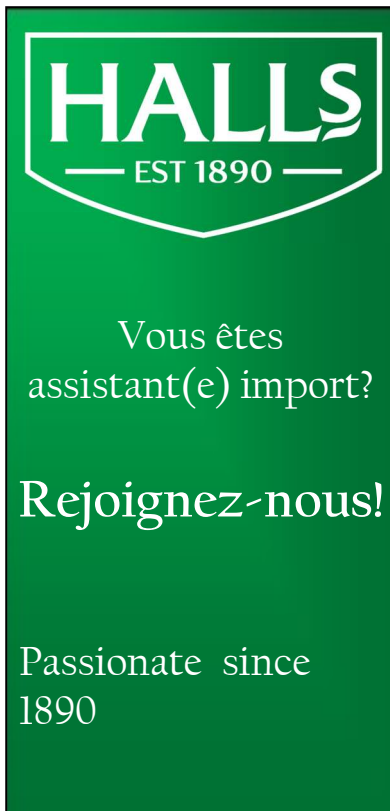 HALLS
EST 1890
Vous êtes
assistant(e) import?
Rejoignez-nous!
Passionate since
1890